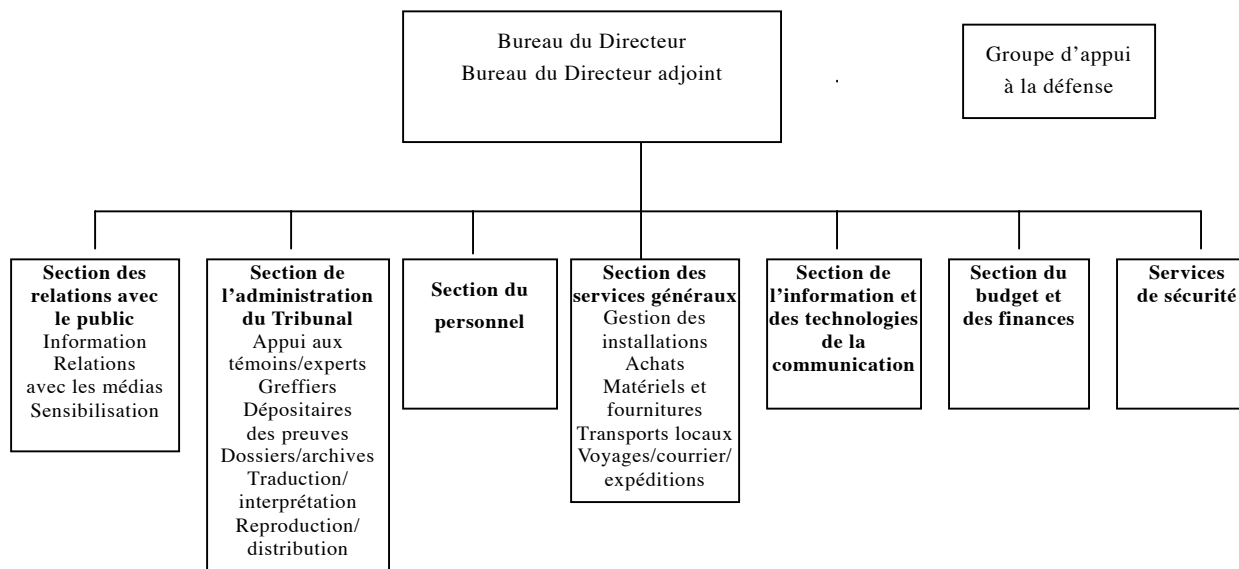 Bureau du Directeur
Bureau du Directeur adjoint
Groupe d'appui
à la défense
Section des
relations avec
le public
Information
Relations
avec les médias
Sensibilisation
Section de
l'administration
du Tribunal
Appui aux
témoins/experts
Greffiers
Dépositaires
des preuves
Dossiers/archives
Traduction/
interprétation
Reproduction/
distribution
Section du
personnel
Section des
services généraux
Gestion des
installations
Achats
Matériels et
fournitures
Transports locaux
Voyages/courrier/
expéditions
Section de
l'information et
des technologies
de la
communication
Section du
budget et
des finances
Services
de sécurité